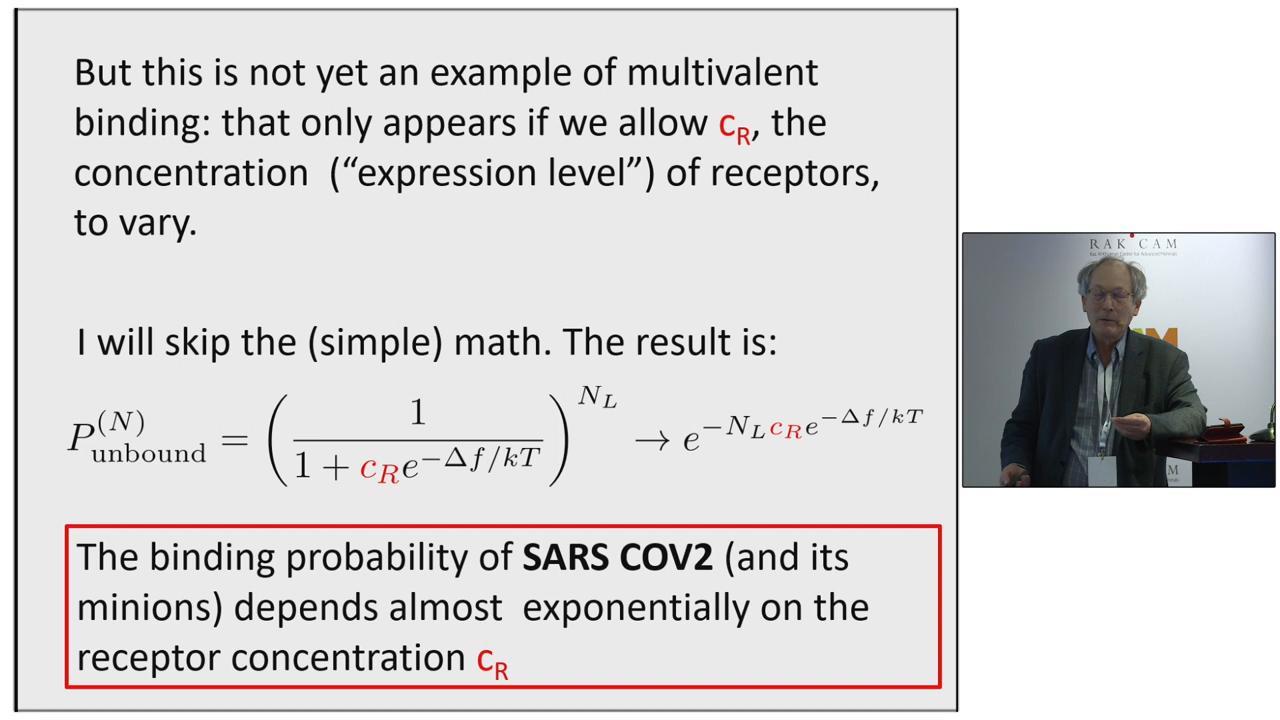 But this is not yet an example of multivalent
binding: that only appears if we allow c_R, the
concentration (“expression level”) of receptors,
to vary.
I will skip the (simple) math. The result is:
P_unbound^(N) = (1 / (1 + c_R e^{−Δf/kT}))^{N_L} → e^{−N_L c_R e^{−Δf/kT}}
The binding probability of SARS COV2 (and its
minions) depends almost exponentially on the
receptor concentration c_R
RAK CAM